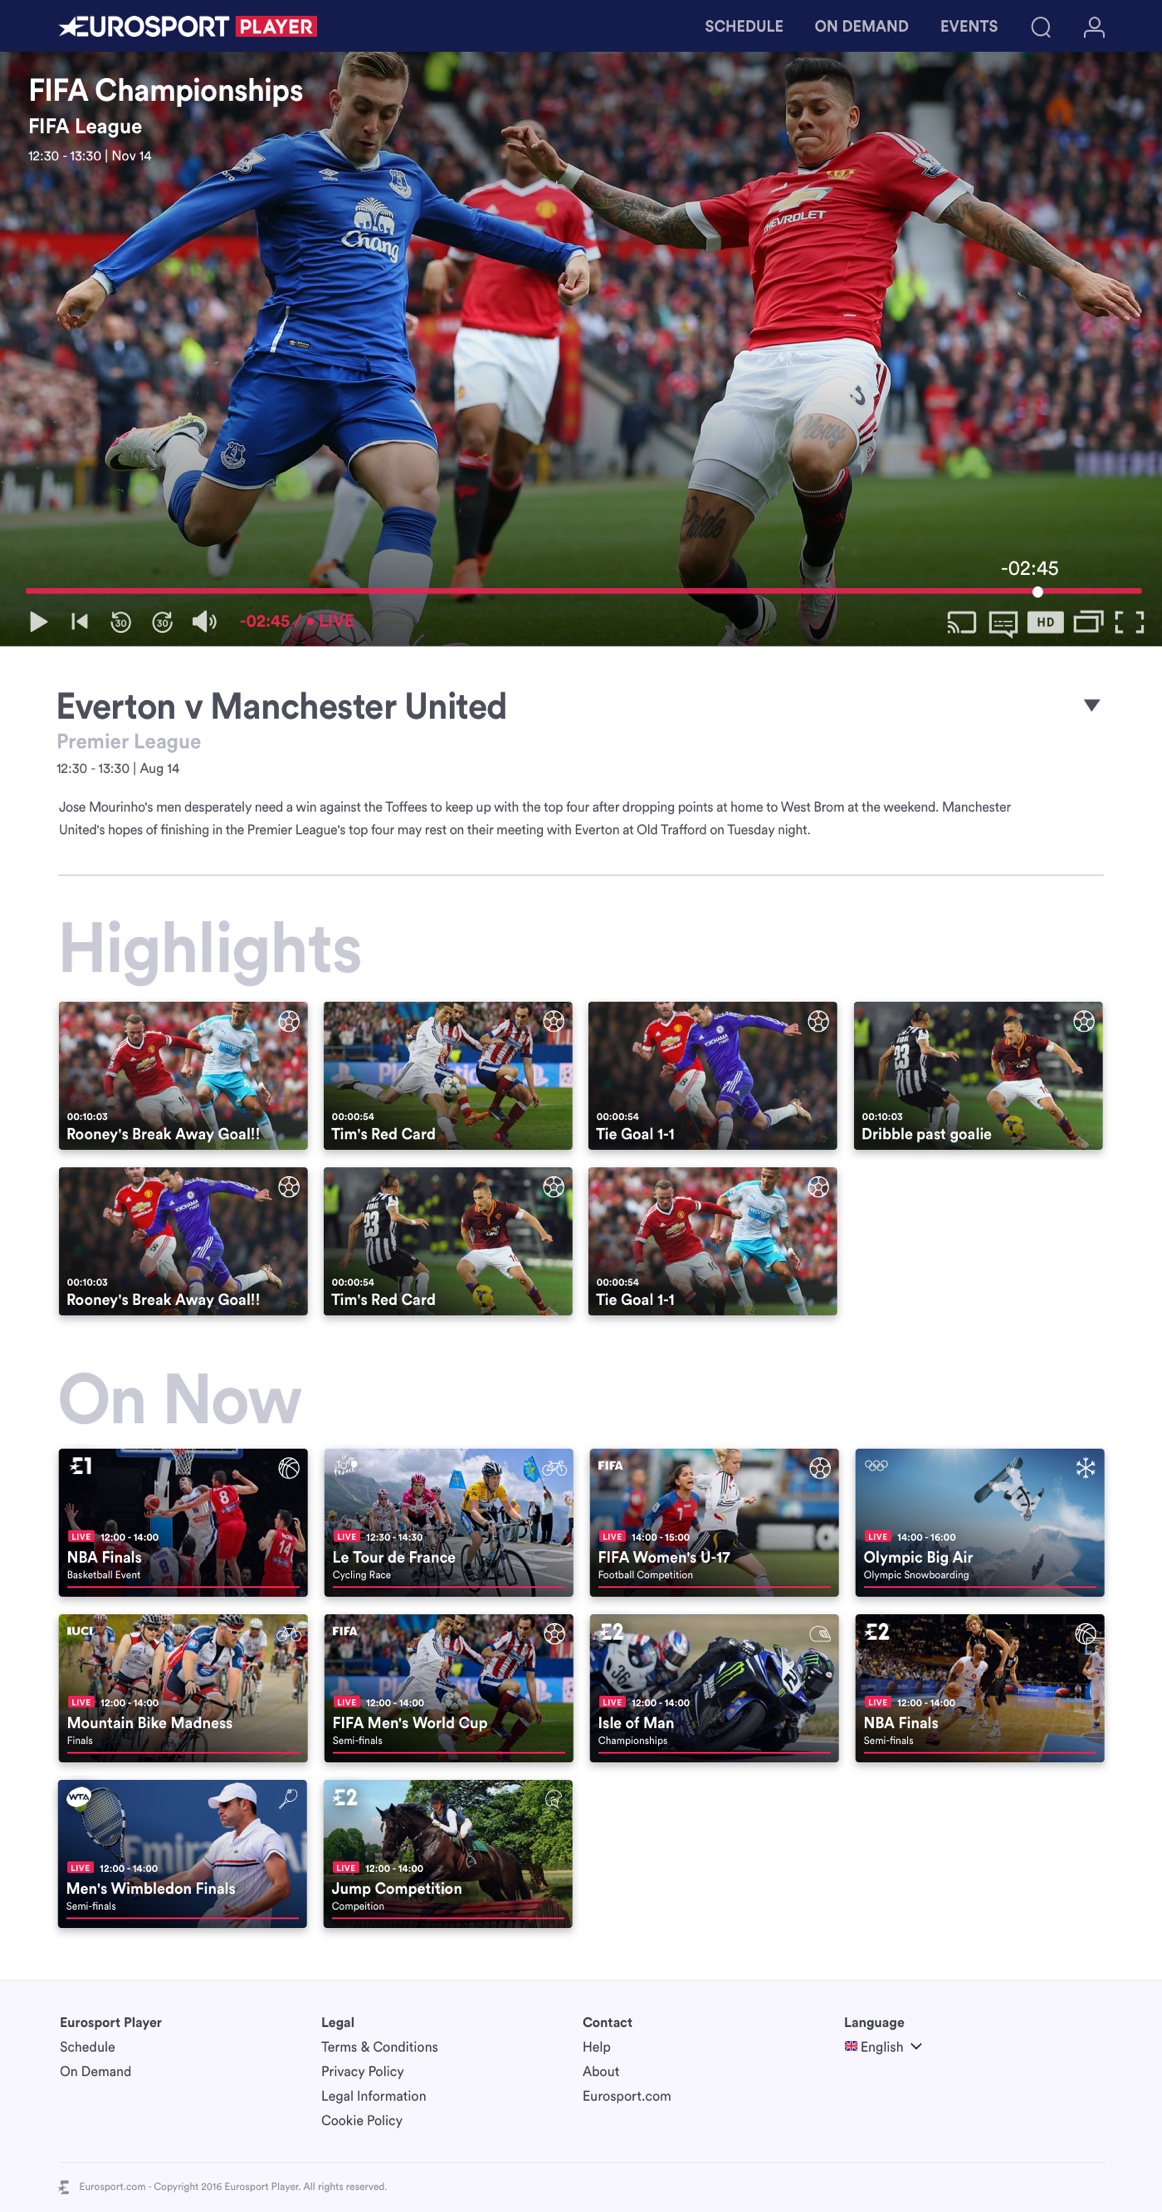 EUROSPORT PLAYER
SCHEDULE
ON DEMAND
EVENTS
FIFA Championships
FIFA League
12:30 - 13:30 | Nov 14
Chang
CHEVROLET
-02:45
30
30
-02:45 / • LIVE
HD
Everton v Manchester United
Premier League
12:30 - 13:30 | Aug 14
Jose Mourinho's men desperately need a win against the Toffees to keep up with the top four after dropping points at home to West Brom at the weekend. Manchester
United's hopes of finishing in the Premier League's top four may rest on their meeting with Everton at Old Trafford on Tuesday night.
Highlights
00:10:03
Rooney's Break Away Goal!!
00:00:54
Tim's Red Card
00:00:54
Tie Goal 1-1
23
00:10:03
Dribble past goalie
00:10:03
Rooney's Break Away Goal!!
23
00:00:54
Tim's Red Card
00:00:54
Tie Goal 1-1
On Now
E1
8
14
LIVE 12:00 - 14:00
NBA Finals
Basketball Event
LIVE 12:30 - 14:30
Le Tour de France
Cycling Race
FIFA
7
LIVE 14:00 - 15:00
FIFA Women's U-17
Football Competition
LIVE 14:00 - 16:00
Olympic Big Air
Olympic Snowboarding
UCI
LIVE 12:00 - 14:00
Mountain Bike Madness
Finals
FIFA
LIVE 12:00 - 14:00
FIFA Men's World Cup
Semi-finals
E2
LIVE 12:00 - 14:00
Isle of Man
Championships
E2
LIVE 12:00 - 14:00
NBA Finals
Semi-finals
WTA
LIVE 12:00 - 14:00
Men's Wimbledon Finals
Semi-finals
E2
LIVE 12:00 - 14:00
Jump Competition
Compeition
Eurosport Player
Schedule
On Demand
Legal
Terms & Conditions
Privacy Policy
Legal Information
Cookie Policy
Contact
Help
About
Eurosport.com
Language
English
Eurosport.com - Copyright 2016 Eurosport Player. All rights reserved.